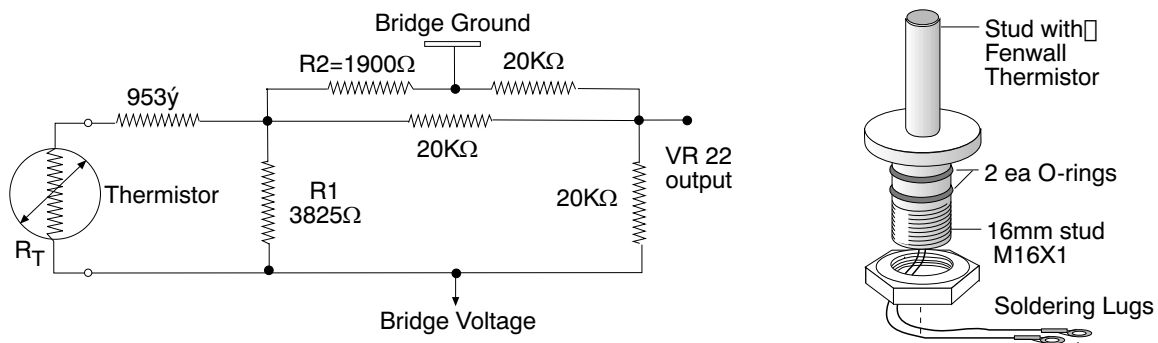 Bridge Ground
R2=1900Ω
20KΩ
953ý
20KΩ
Thermistor
R1
3825Ω
20KΩ
VR 22
output
RT
Bridge Voltage
Stud with
Fenwall
Thermistor
2 ea O-rings
16mm stud
M16X1
Soldering Lugs